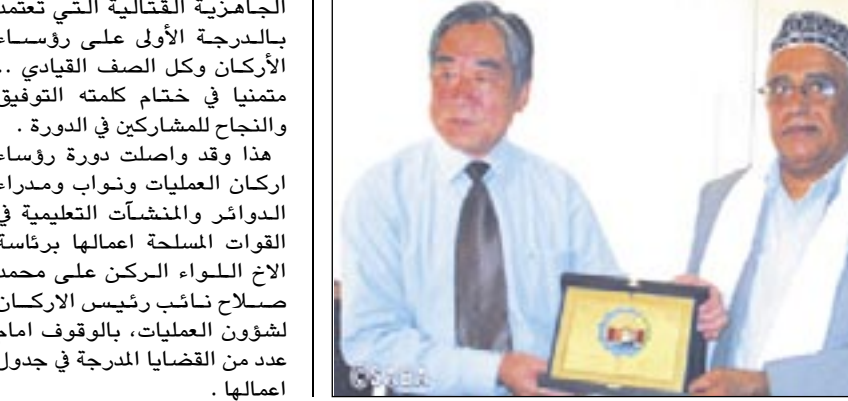 الجاهزية القتالية التي تعتمد
بالدرجة الأولى على رؤساء
الأركان وكل الصف القيادي ..
متمنيا في ختام كلمته التوفيق
والنجاح للمشاركين في الدورة .
هذا وقد واصلت دورة رؤساء
اركان العمليات ونواب ومدراء
الدوائر والمنشآت التعليمية في
القوات المسلحة اعمالها برئاسة
الاخ اللواء الركن على محمد
صلاح نائب رئيس الاركان
لشؤون العمليات، بالوقوف امام
عدد من القضايا المدرجة في جدول
اعمالها .
©SABA